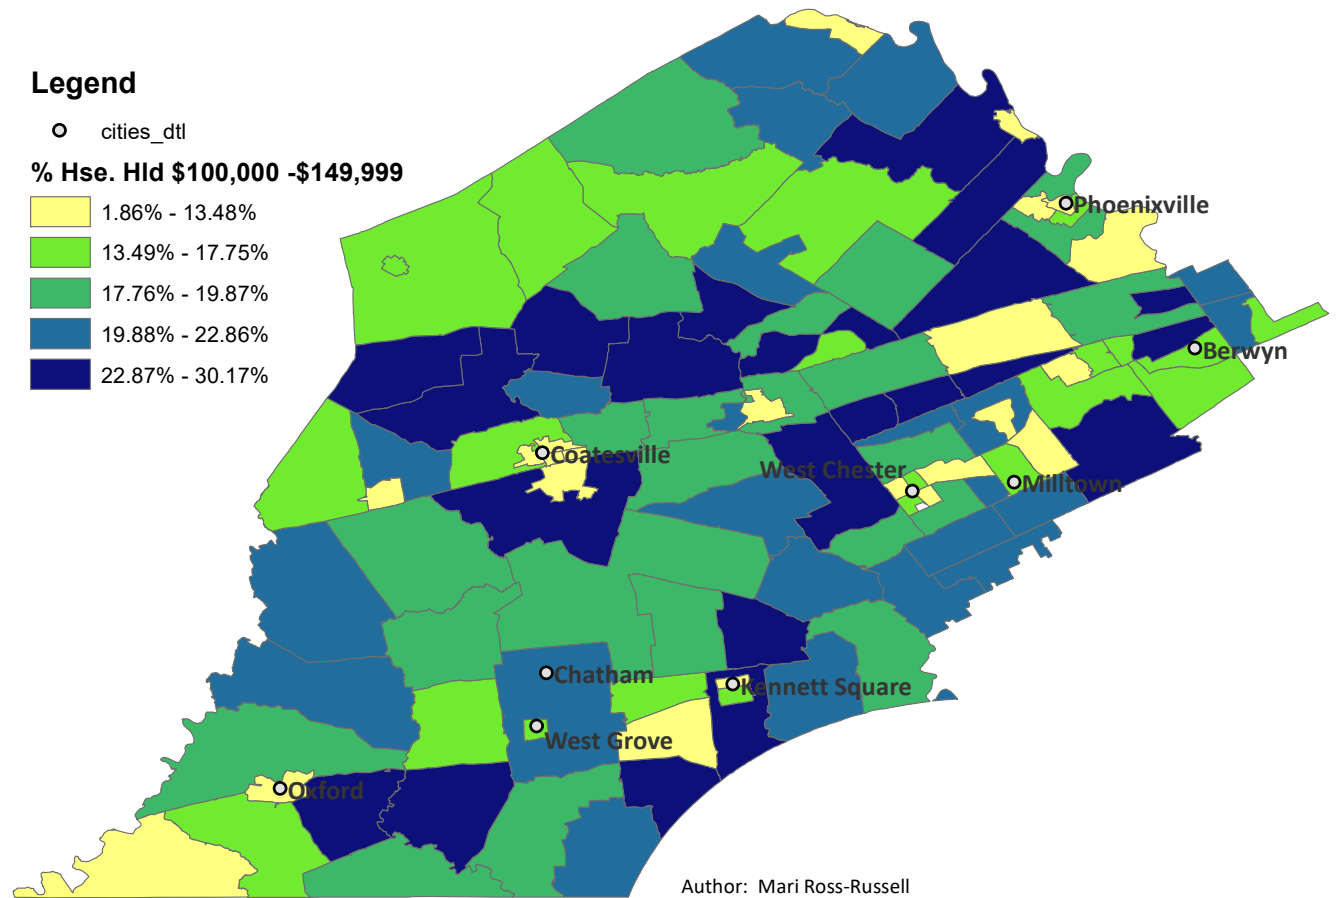 Legend
cities_dtl
% Hse. Hld $100,000 -$149,999
1.86% - 13.48%
13.49% - 17.75%
17.76% - 19.87%
19.88% - 22.86%
22.87% - 30.17%
Phoenixville
Berwyn
Coatesville
West Chester
Milltown
Chatham
Kennett Square
West Grove
Oxford
Author: Mari Ross-Russell